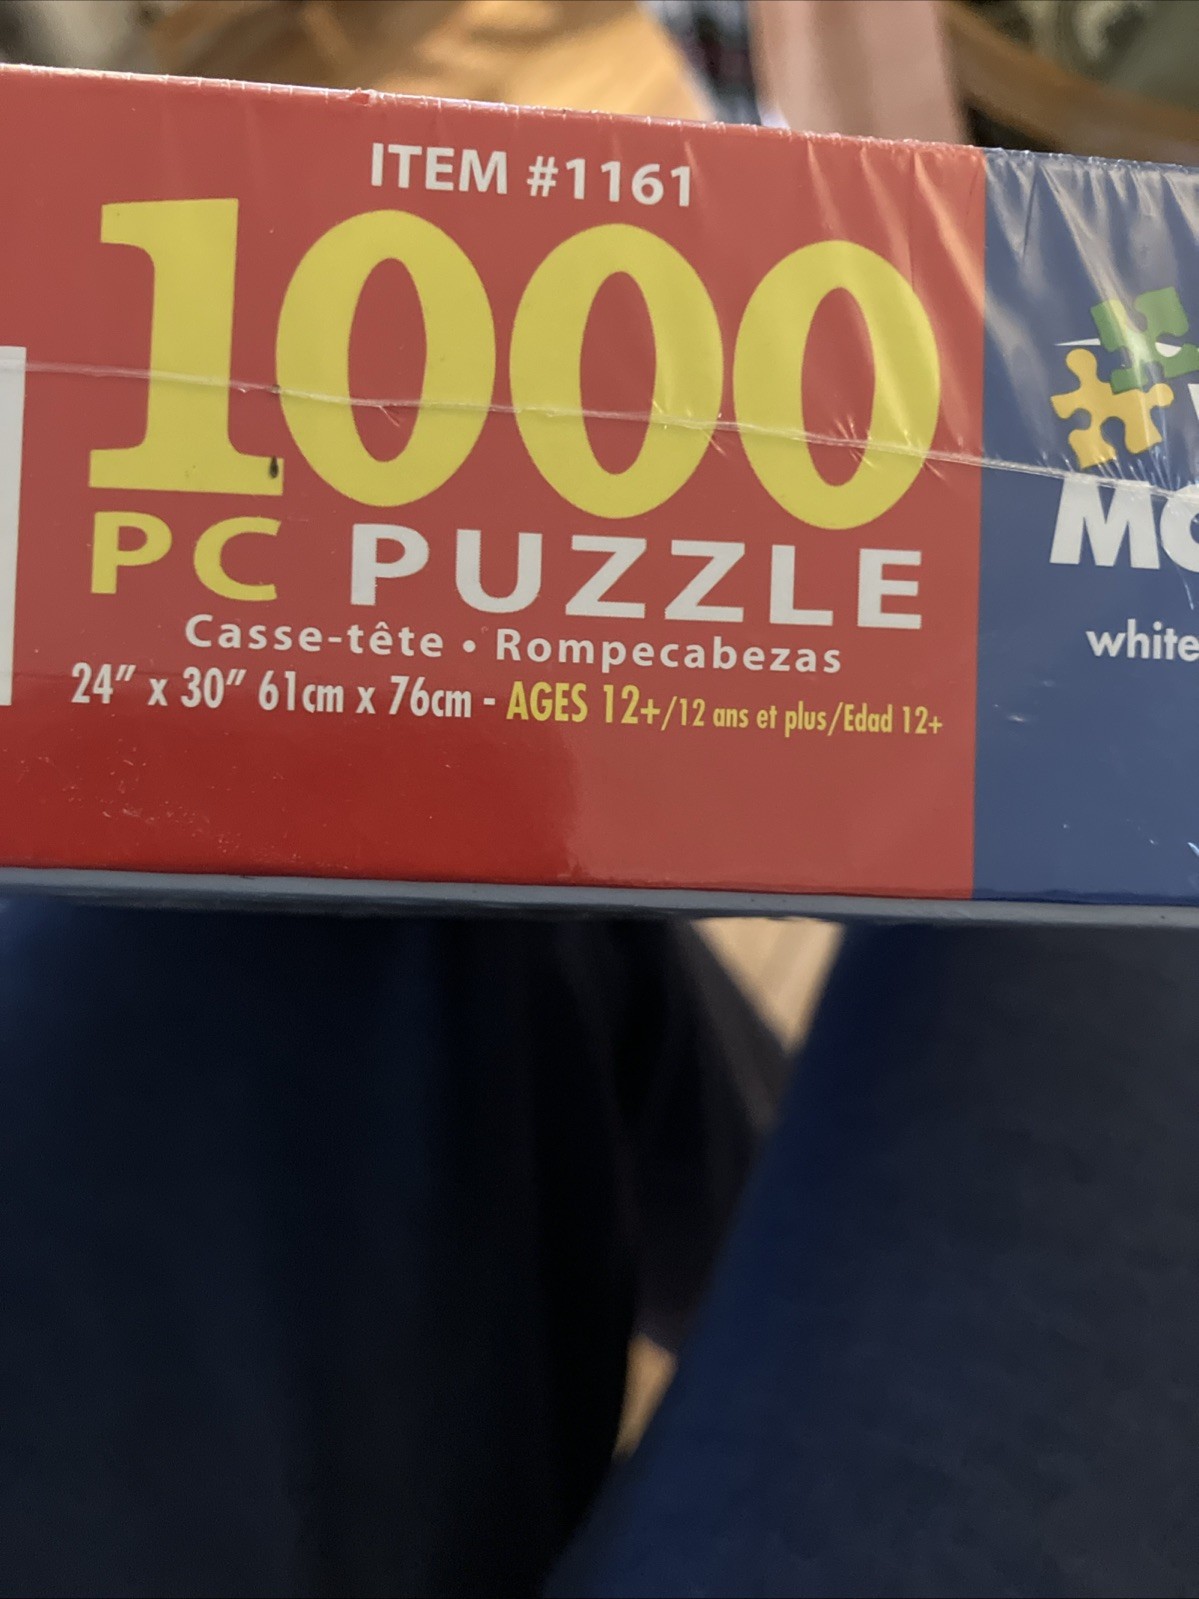 ITEM #1161
1000
PC PUZZLE
Casse-tête • Rompecabezas
24" x 30" 61cm x 76cm - AGES 12+/12 ans et plus/Edad 12+
white